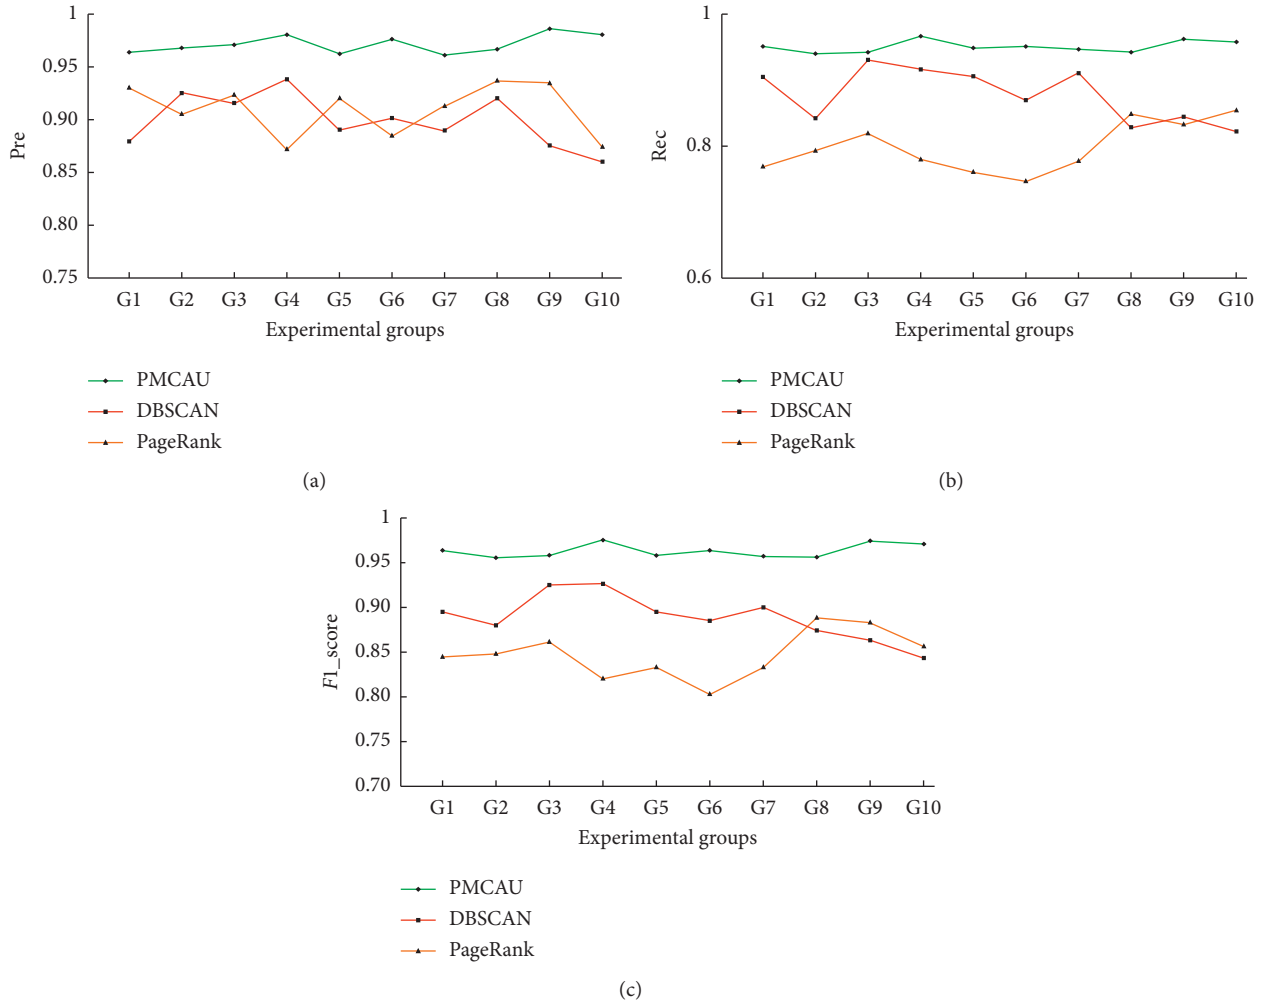 1
0.95
0.90
0.85
0.80
0.75
Pre
G1 G2 G3 G4 G5 G6 G7 G8 G9 G10
Experimental groups
PMCAU
DBSCAN
PageRank
(a)
1
0.8
0.6
Rec
G1 G2 G3 G4 G5 G6 G7 G8 G9 G10
Experimental groups
PMCAU
DBSCAN
PageRank
(b)
1
0.95
0.90
0.85
0.80
0.75
0.70
F1_score
G1 G2 G3 G4 G5 G6 G7 G8 G9 G10
Experimental groups
PMCAU
DBSCAN
PageRank
(c)